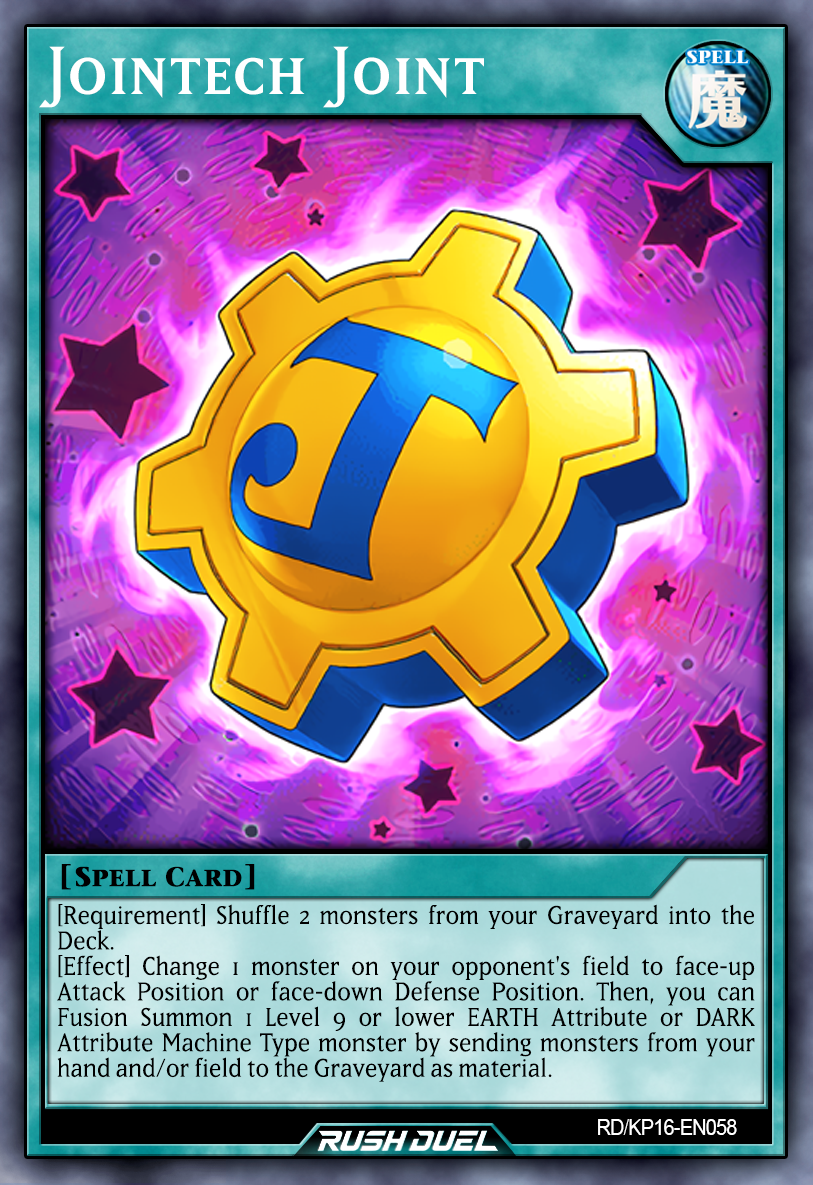 Jointech Joint
SPELL
魔
J
[Spell Card]
[Requirement] Shuffle 2 monsters from your Graveyard into the
Deck.
[Effect] Change 1 monster on your opponent's field to face-up
Attack Position or face-down Defense Position. Then, you can
Fusion Summon 1 Level 9 or lower EARTH Attribute or DARK
Attribute Machine Type monster by sending monsters from your
hand and/or field to the Graveyard as material.
RD/KP16-EN058
RUSH DUEL